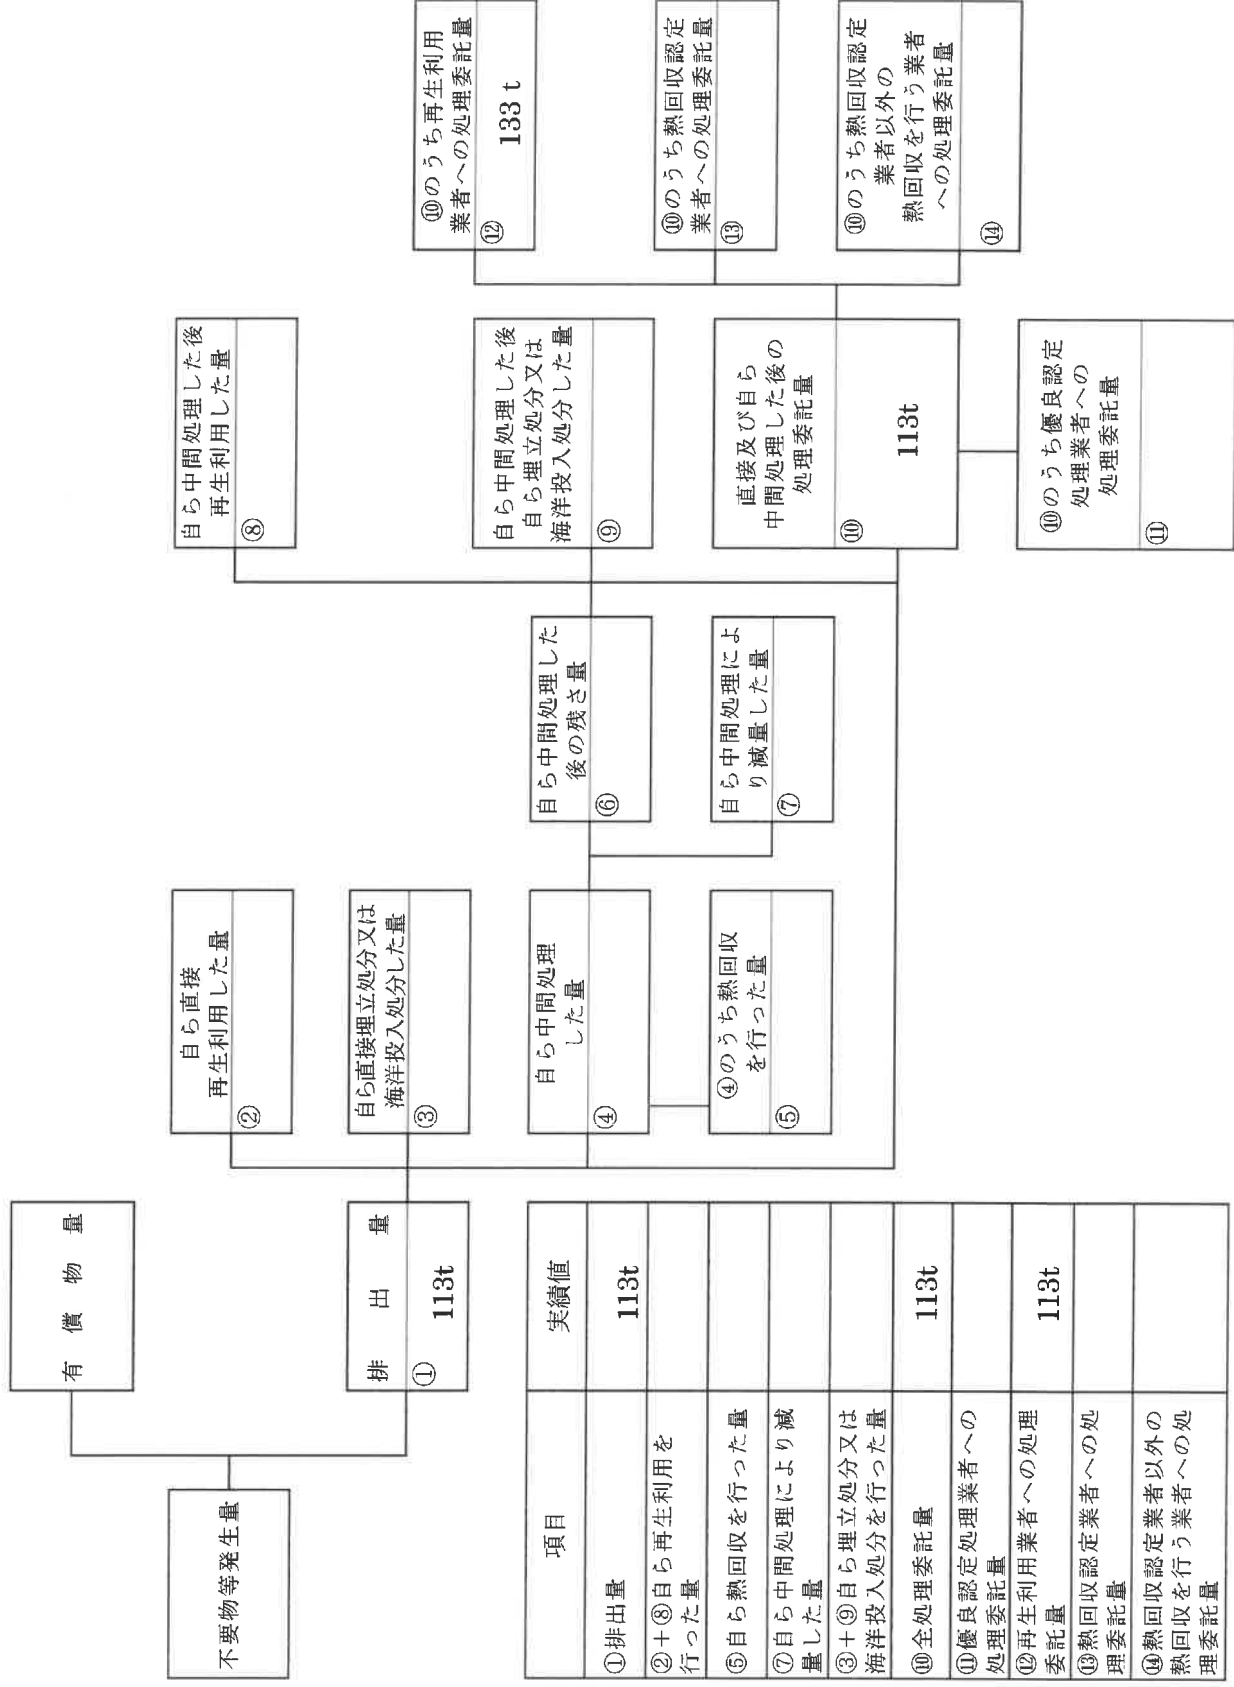 不要物等発生量
有償物量
排出量
①
113t
自ら直接
再生利用した量
②
自ら直接埋立処分又は
海洋投入処分した量
③
自ら中間処理
した量
④
④のうち熱回収
を行った量
⑤
自ら中間処理した
後の残さ量
⑥
自ら中間処理によ
り減量した量
⑦
自ら中間処理した後
再生利用した量
⑧
自ら中間処理した後
自ら埋立処分又は
海洋投入処分した量
⑨
直接及び自ら
中間処理した後の
処理委託量
⑩
113t
⑩のうち優良認定
処理業者への
処理委託量
⑪
⑩のうち再生利用
業者への処理委託量
⑫
133 t
⑩のうち熱回収認定
業者への処理委託量
⑬
⑩のうち熱回収認定
業者以外の
熱回収を行う業者
への処理委託量
⑭
項目 実績値
①排出量 113t
②+⑧自ら再生利用を
行った量
⑤自ら熱回収を行った量
⑦自ら中間処理により減
量した量
③+⑨自ら埋立処分又は
海洋投入処分を行った量
⑩全処理委託量 113t
⑪優良認定処理業者への
処理委託量
⑫再生利用業者への処理
委託量 113t
⑬熱回収認定業者への処
理委託量
⑭熱回収認定業者以外の
熱回収を行う業者への処
理委託量